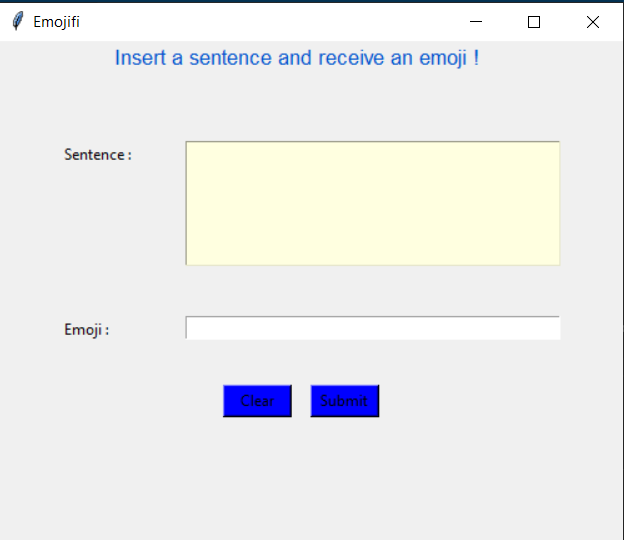 Emojifi
Insert a sentence and receive an emoji !
Sentence :
Emoji :
Clear Submit